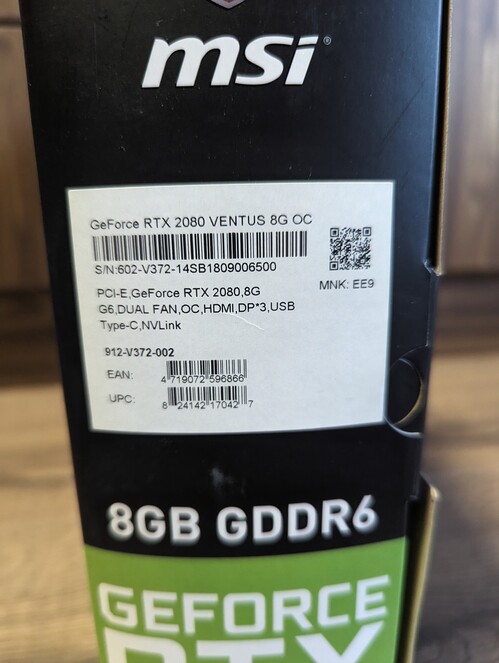 msi
GeForce RTX 2080 VENTUS 8G OC
S/N:602-V372-14SB1809006500
MNK: EE9
PCI-E,GeForce RTX 2080,8G
G6,DUAL FAN,OC,HDMI,DP*3,USB
Type-C,NVLink
912-V372-002
EAN:
4 719072 596866
UPC:
8 24142 17042 7
8GB GDDR6
GEFORCE
RTX